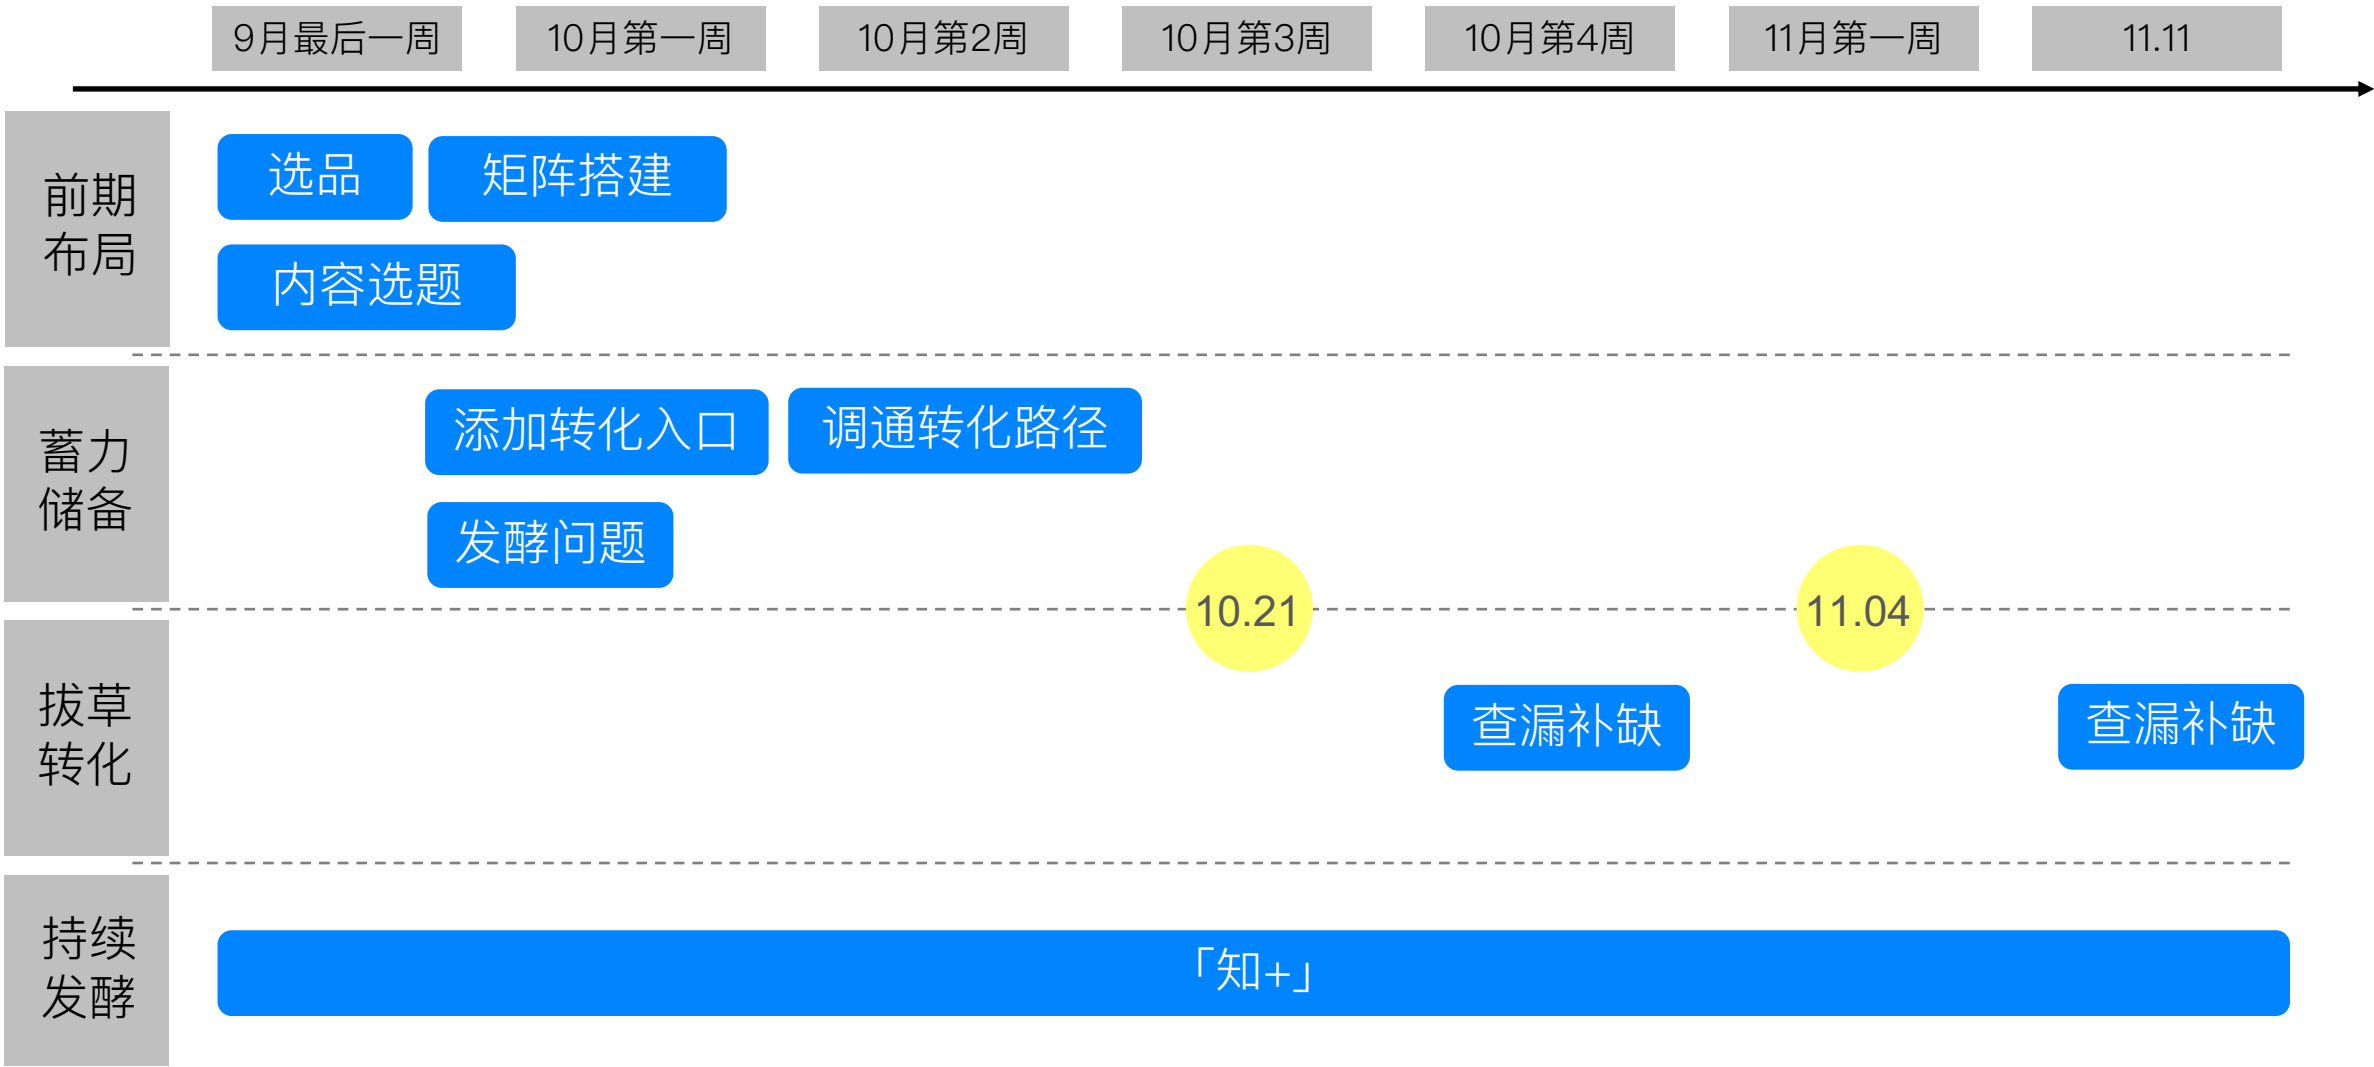 9月最后一周
10月第一周
10月第2周
10月第3周
10月第4周
11月第一周
11.11
前期
布局
选品
矩阵搭建
内容选题
蓄力
储备
添加转化入口
调通转化路径
发酵问题
10.21
11.04
拔草
转化
查漏补缺
查漏补缺
持续
发酵
「知+」